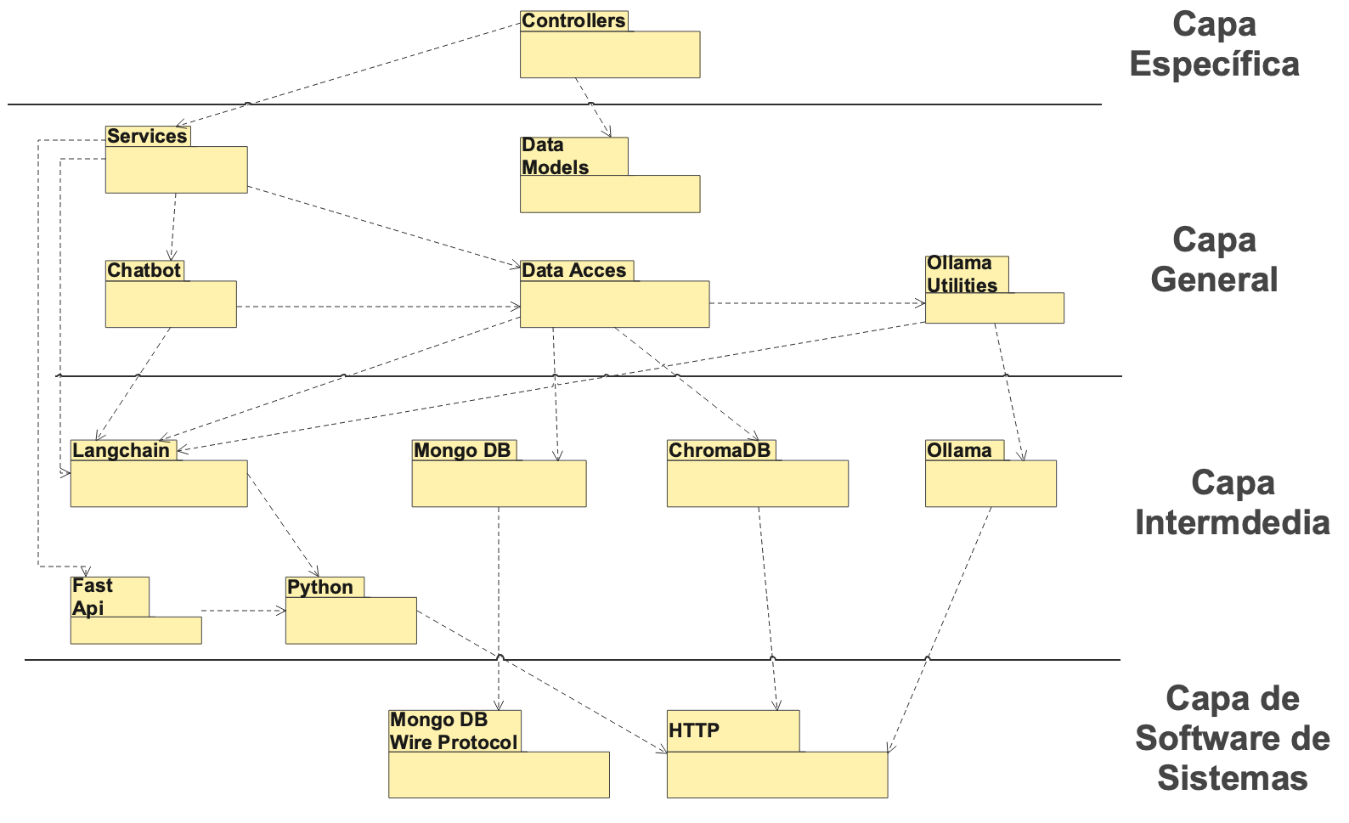 Controllers
Capa
Específica
Services
Data
Models
Capa
General
Chatbot
Data Acces
Ollama
Utilities
Langchain
Mongo DB
ChromaDB
Ollama
Capa
Intermdedia
Fast
Api
Python
Mongo DB
Wire Protocol
HTTP
Capa de
Software de
Sistemas